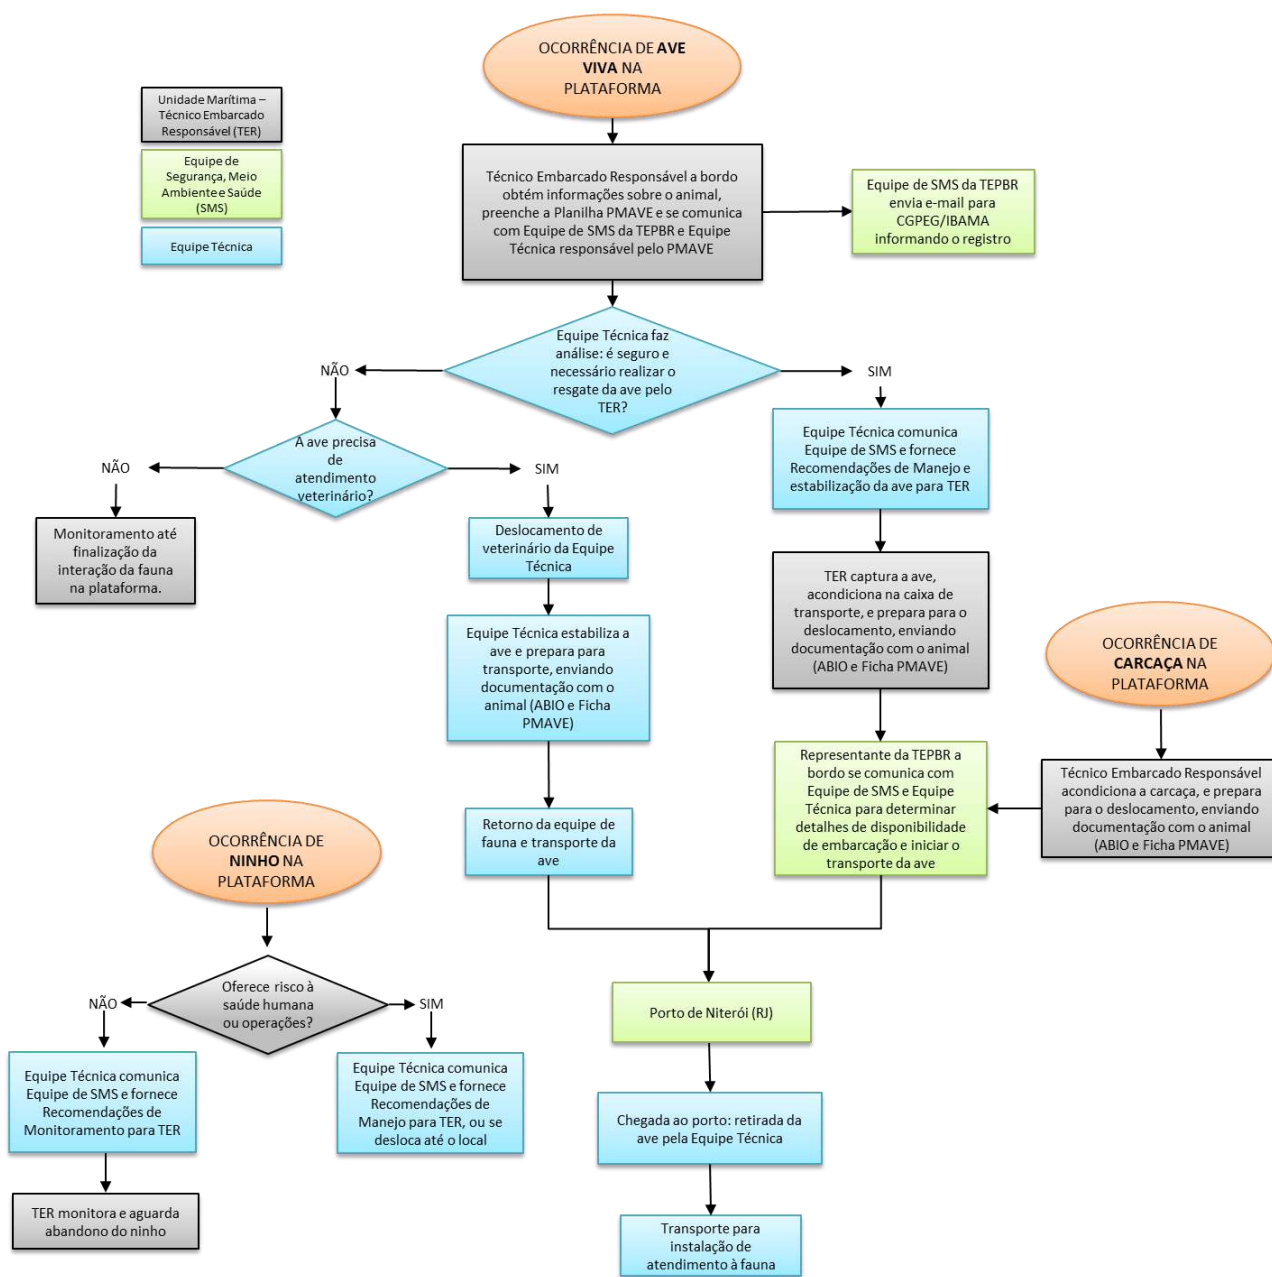 OCORRÊNCIA DE AVE
VIVA NA
PLATAFORMA
Unidade Marítima –
Técnico Embarcado
Responsável (TER)
Equipe de
Segurança, Meio
Ambiente e Saúde
(SMS)
Equipe Técnica
Técnico Embarcado Responsável a bordo
obtém informações sobre o animal,
preenche a Planilha PMAVE e se comunica
com Equipe de SMS da TEPBR e Equipe
Técnica responsável pelo PMAVE
Equipe de SMS da TEPBR
envia e-mail para
CGPEG/IBAMA
informando o registro
Equipe Técnica faz
análise: é seguro e
necessário realizar o
resgate da ave pelo
TER?
NÃO
SIM
A ave precisa
de
atendimento
veterinário?
NÃO
SIM
Equipe Técnica comunica
Equipe de SMS e fornece
Recomendações de Manejo e
estabilização da ave para TER
Monitoramento até
finalização da
interação da fauna
na plataforma.
Deslocamento de
veterinário da Equipe
Técnica
TER captura a ave,
acondiciona na caixa de
transporte, e prepara para o
deslocamento, enviando
documentação com o animal
(ABIO e Ficha PMAVE)
Equipe Técnica estabiliza a
ave e prepara para
transporte, enviando
documentação com o
animal (ABIO e Ficha
PMAVE)
OCORRÊNCIA DE
CARCAÇA NA
PLATAFORMA
Representante da TEPBR a
bordo se comunica com
Equipe de SMS e Equipe
Técnica para determinar
detalhes de disponibilidade
de embarcação e iniciar o
transporte da ave
Técnico Embarcado Responsável
acondiciona a carcaça, e prepara
para o deslocamento, enviando
documentação com o animal
(ABIO e Ficha PMAVE)
Retorno da equipe de
fauna e transporte da
ave
OCORRÊNCIA DE
NINHO NA
PLATAFORMA
Oferece risco à
saúde humana
ou operações?
NÃO
SIM
Porto de Niterói (RJ)
Equipe Técnica comunica
Equipe de SMS e fornece
Recomendações de
Monitoramento para TER
Equipe Técnica comunica
Equipe de SMS e fornece
Recomendações de
Manejo para TER, ou se
desloca até o local
Chegada ao porto: retirada da
ave pela Equipe Técnica
TER monitora e aguarda
abandono do ninho
Transporte para
instalação de
atendimento à fauna